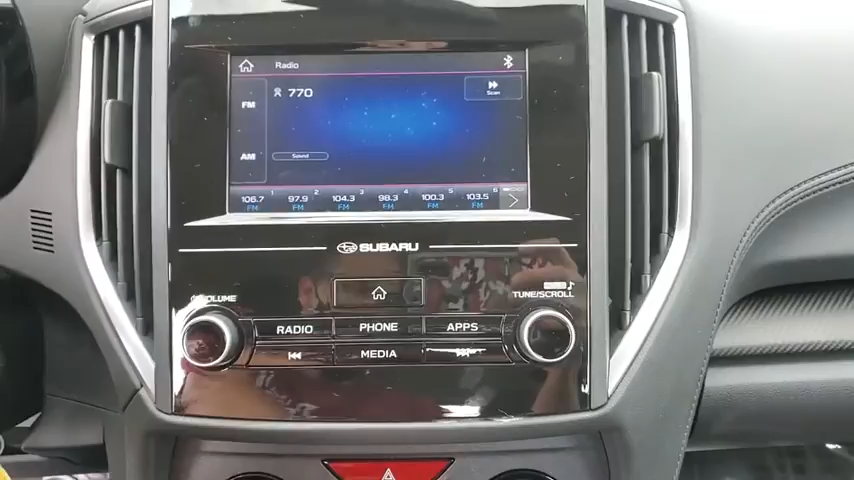 Radio
FM
770
Scan
AM
Sound
1 2 3 4 5 6
106.7 97.9 104.3 98.3 100.3 103.5
FM FM FM FM FM FM
SUBARU
VOLUME
TUNE/SCROLL
RADIO PHONE APPS
MEDIA